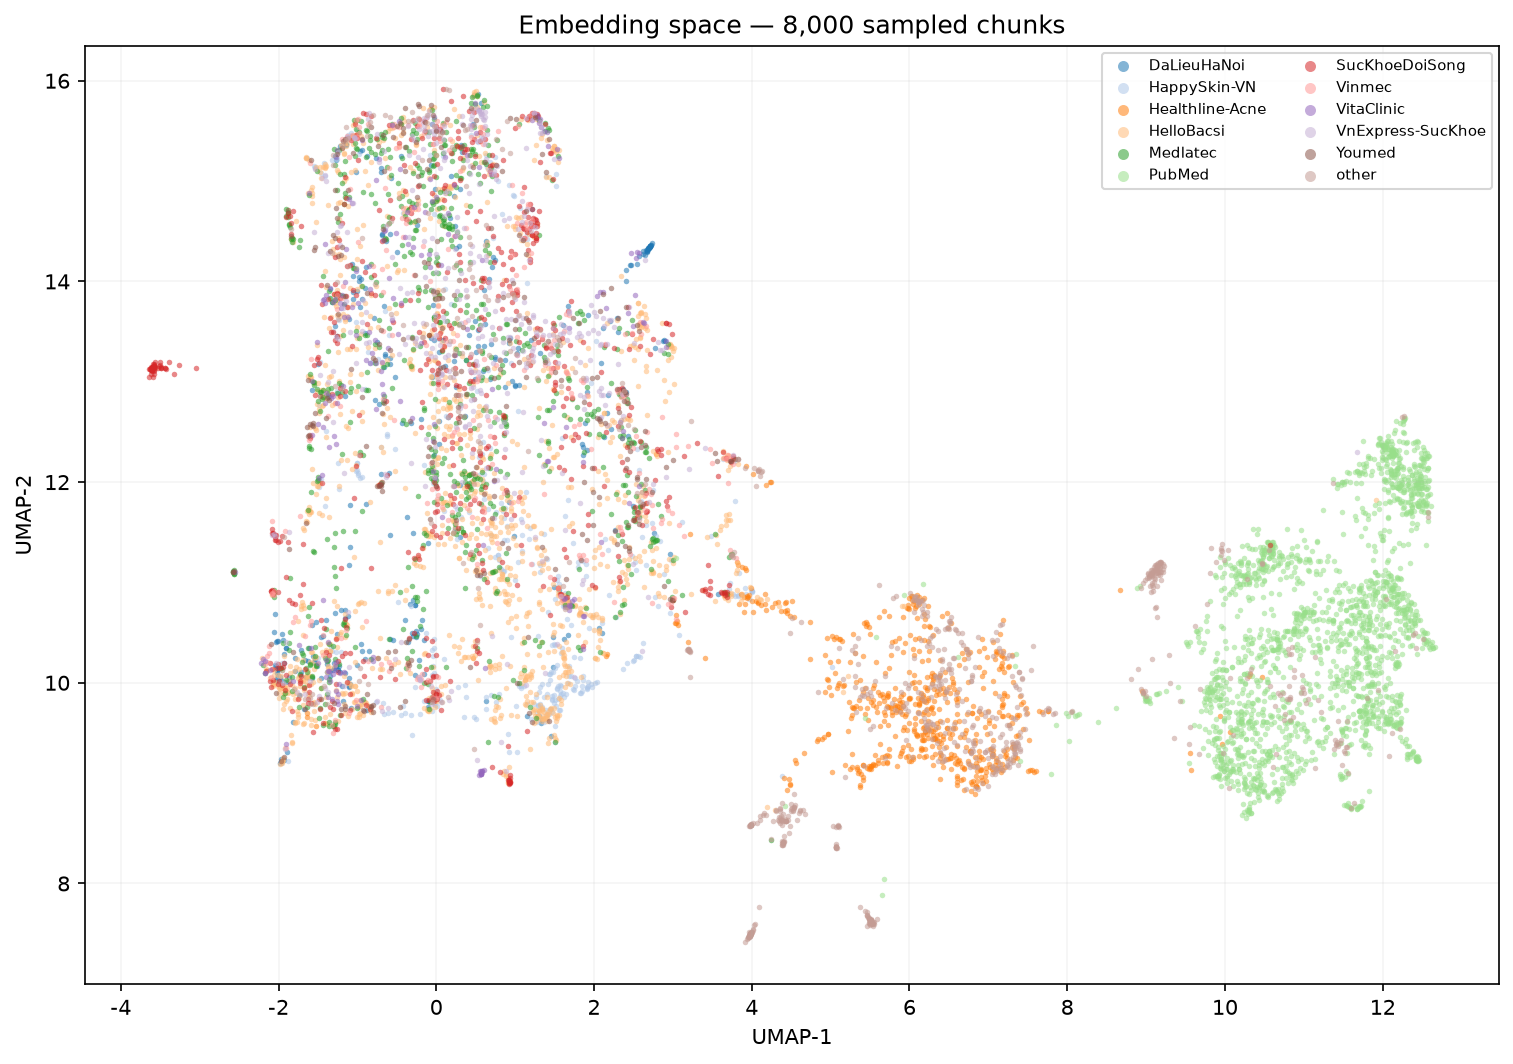 Embedding space — 8,000 sampled chunks
DaLieuHaNoi
HappySkin-VN
Healthline-Acne
HelloBacsi
Medlatec
PubMed
SucKhoeDoiSong
Vinmec
VitaClinic
VnExpress-SucKhoe
Youmed
other
UMAP-2
16
14
12
10
8
-4 -2 0 2 4 6 8 10 12
UMAP-1